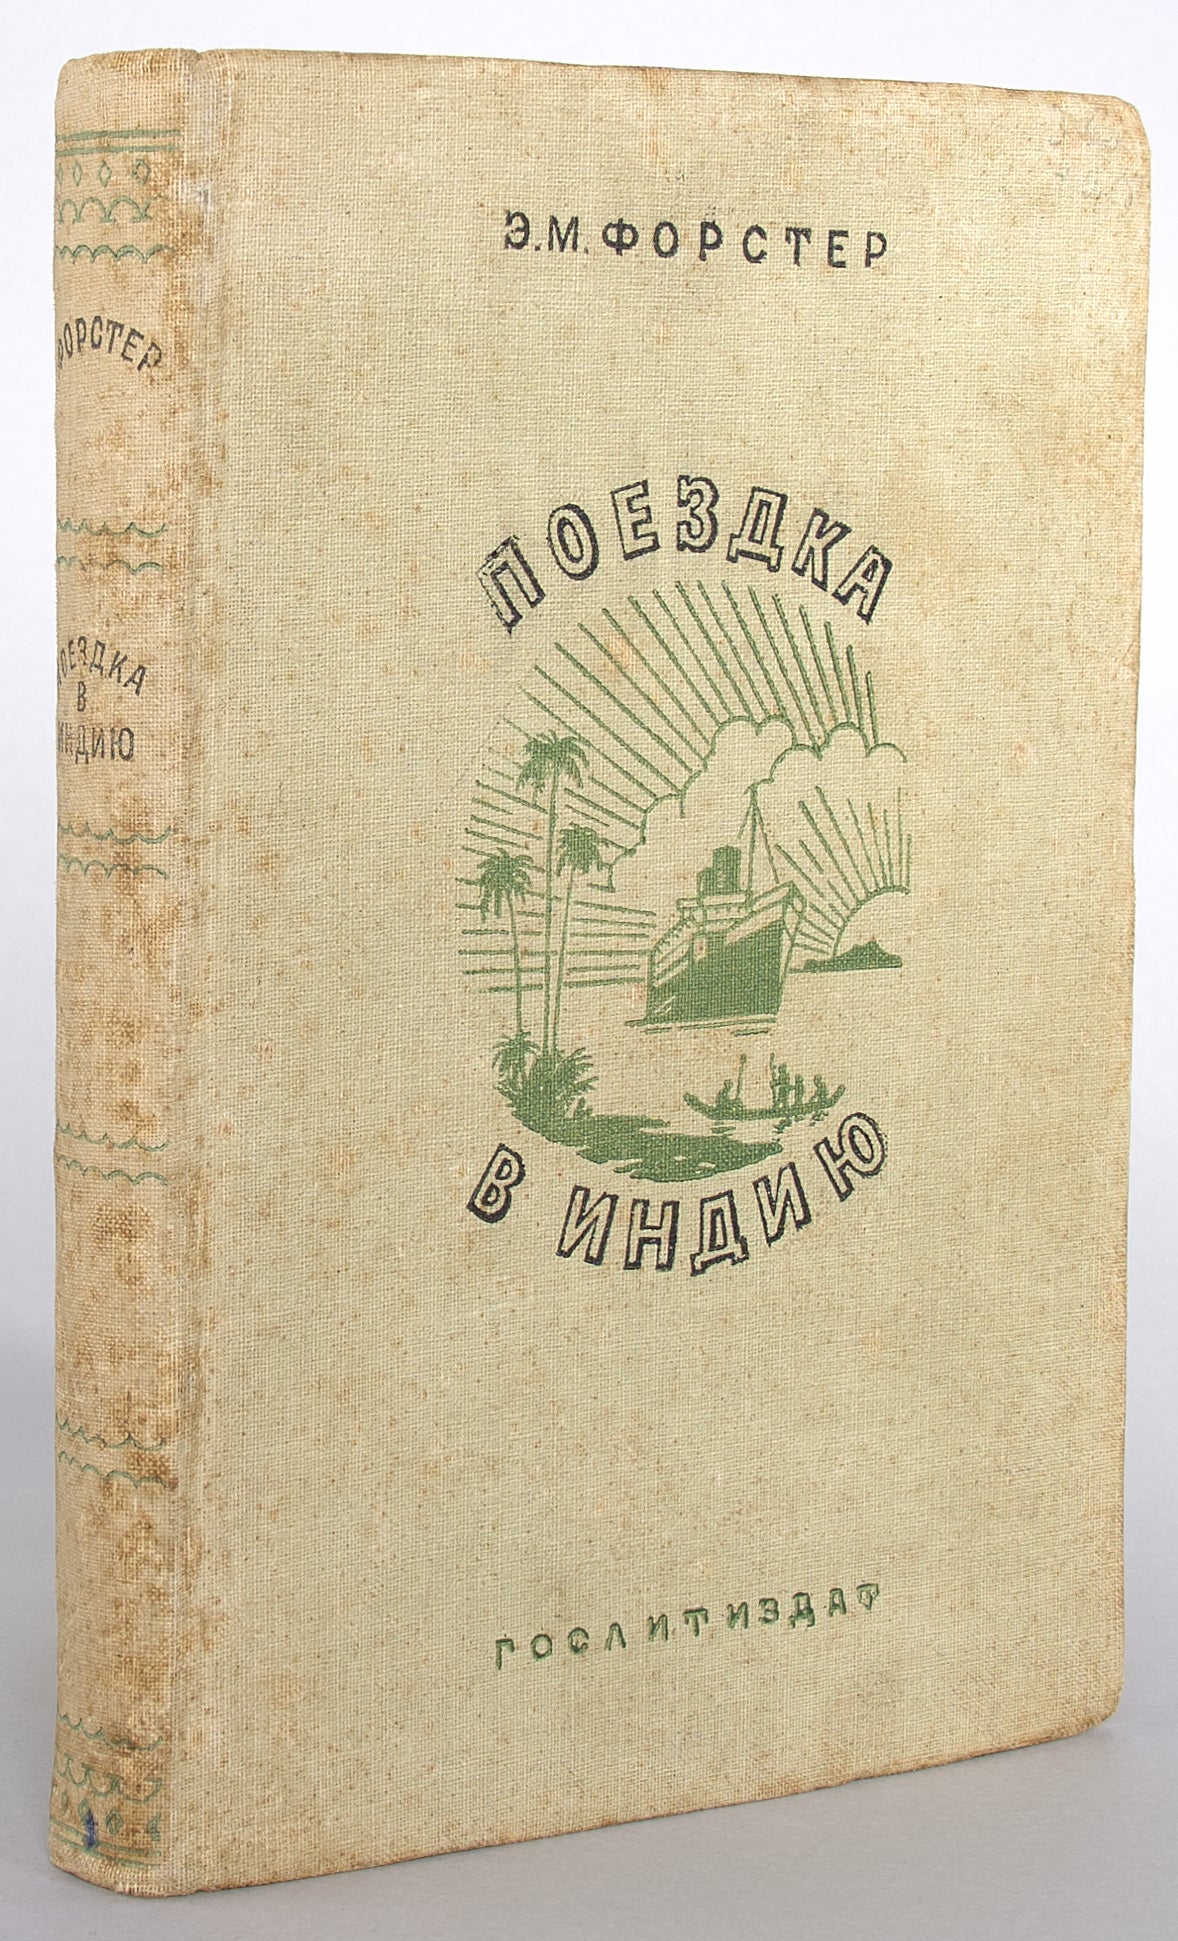 Э.М. ФОРСТЕР
ПОЕЗДКА
В ИНДИЮ
ГОСЛИТИЗДАТ
ФОРСТЕР
ПОЕЗДКА
В
ИНДИЮ